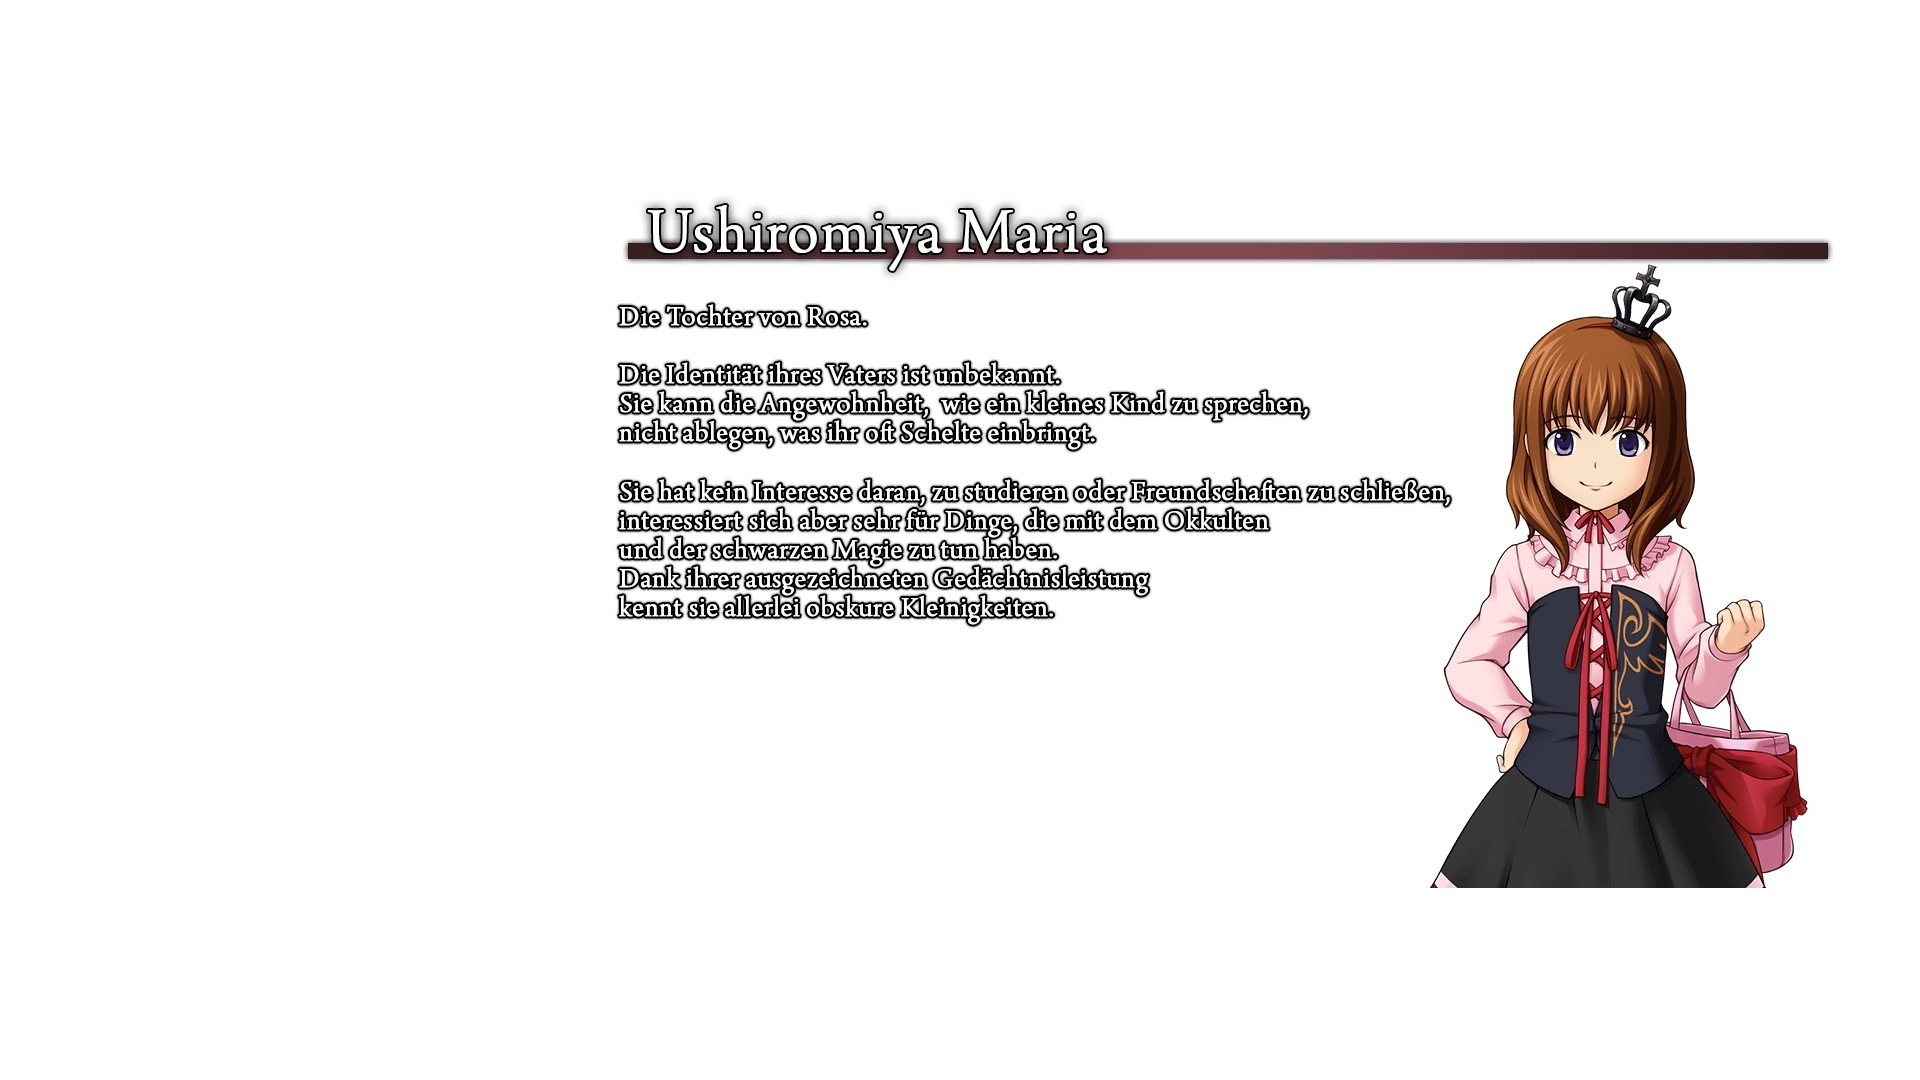 Ushiromiya Maria
Die Tochter von Rosa.
Die Identität ihres Vaters ist unbekannt.
Sie kann die Angewohnheit,  wie ein kleines Kind zu sprechen,
nicht ablegen, was ihr oft Schelte einbringt.
Sie hat kein Interesse daran, zu studieren oder Freundschaften zu schließen,
interessiert sich aber sehr für Dinge, die mit dem Okkulten
und der schwarzen Magie zu tun haben.
Dank ihrer ausgezeichneten Gedächtnisleistung
kennt sie allerlei obskure Kleinigkeiten.